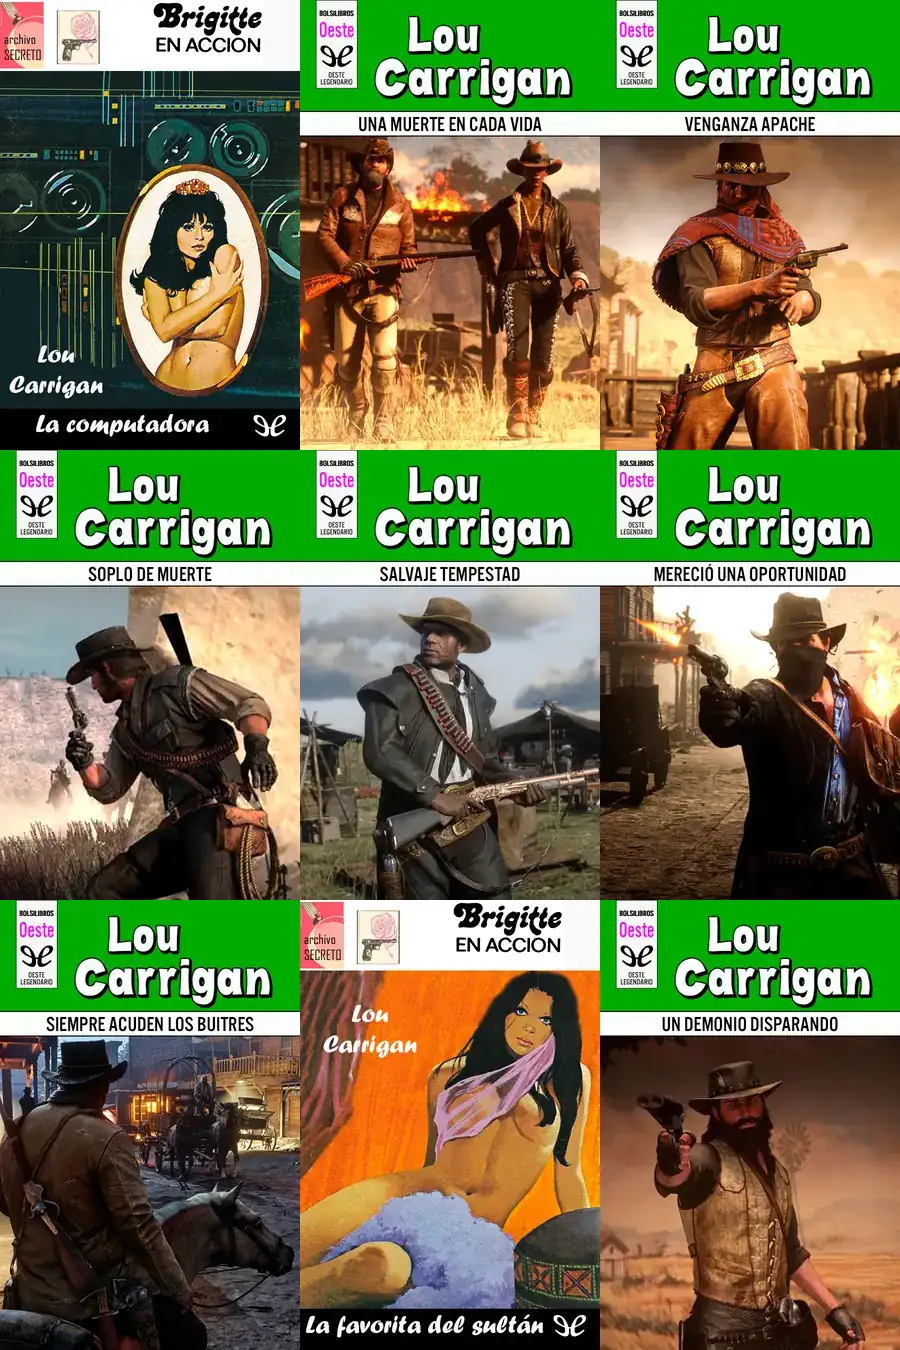 archivo
SECRETO
Brigitte
EN ACCION
Lou
Carrigan
La computadora
BOLSILIBROS
Oeste
OESTE
LEGENDARIO
Lou
Carrigan
UNA MUERTE EN CADA VIDA
BOLSILIBROS
Oeste
OESTE
LEGENDARIO
Lou
Carrigan
VENGANZA APACHE
BOLSILIBROS
Oeste
OESTE
LEGENDARIO
Lou
Carrigan
SOPLO DE MUERTE
BOLSILIBROS
Oeste
OESTE
LEGENDARIO
Lou
Carrigan
SALVAJE TEMPESTAD
BOLSILIBROS
Oeste
OESTE
LEGENDARIO
Lou
Carrigan
MERECIÓ UNA OPORTUNIDAD
BOLSILIBROS
Oeste
OESTE
LEGENDARIO
Lou
Carrigan
SIEMPRE ACUDEN LOS BUITRES
archivo
SECRETO
Brigitte
EN ACCION
Lou
Carrigan
La favorita del sultán
BOLSILIBROS
Oeste
OESTE
LEGENDARIO
Lou
Carrigan
UN DEMONIO DISPARANDO